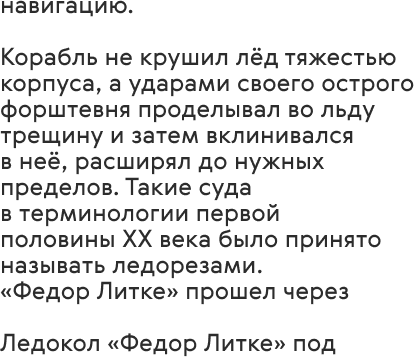 навигацию.
Корабль не крушил лёд тяжестью
корпуса, а ударами своего острого
форштевня проделывал во льду
трещину и затем вклинивался
в неё, расширял до нужных
пределов. Такие суда
в терминологии первой
половины XX века было принято
называть ледорезами.
«Федор Литке» прошел через
Ледокол «Федор Литке» под